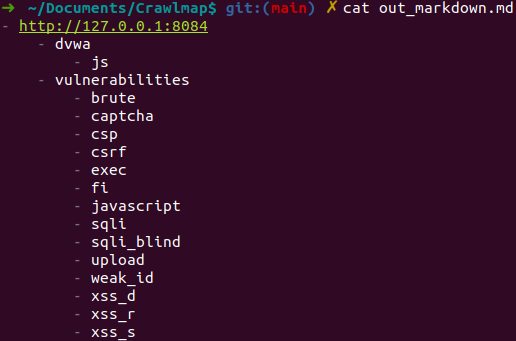 ➜ ~/Documents/Crawlmap$ git:(main) ✗ cat out_markdown.md
- http://127.0.0.1:8084
    - dvwa
        - js
    - vulnerabilities
        - brute
        - captcha
        - csp
        - csrf
        - exec
        - fi
        - javascript
        - sqli
        - sqli_blind
        - upload
        - weak_id
        - xss_d
        - xss_r
        - xss_s